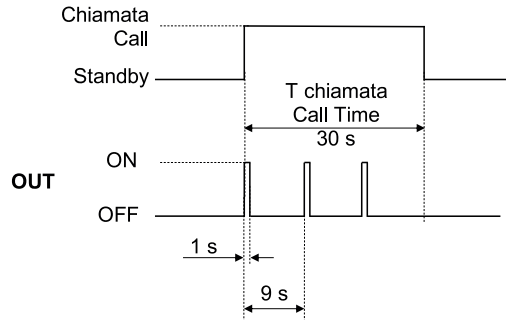 Chiamata
Call
Standby
T chiamata
Call Time
30 s
ON
OUT
OFF
1 s
9 s